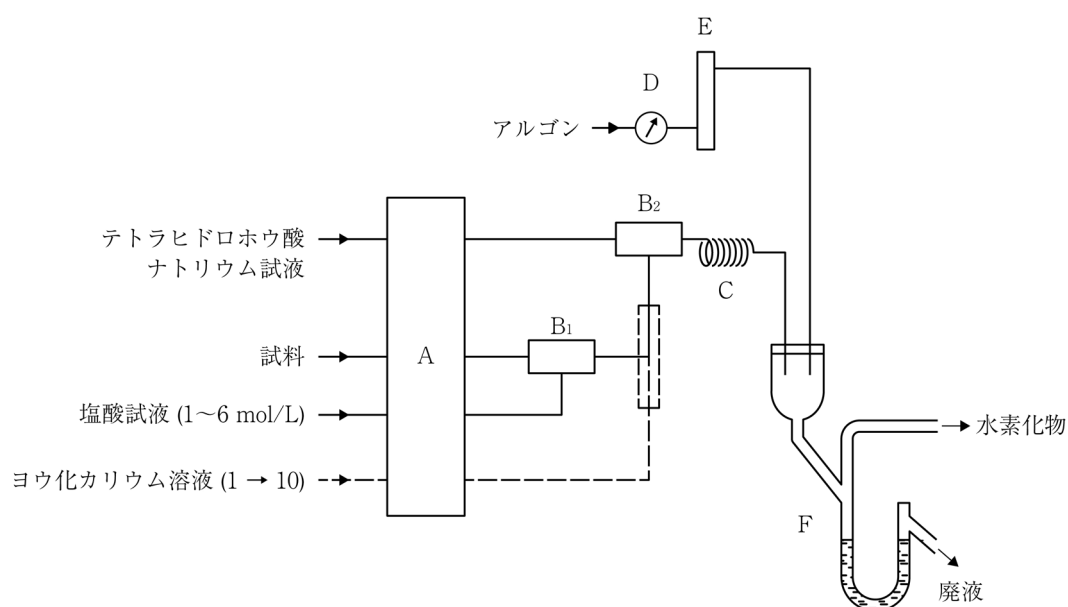 E
D
アルゴン
B2
テトラヒドロホウ酸
ナトリウム試液
C
B1
試料
A
塩酸試液 (1～6 mol/L)
水素化物
ヨウ化カリウム溶液 (1 → 10)
F
廃液